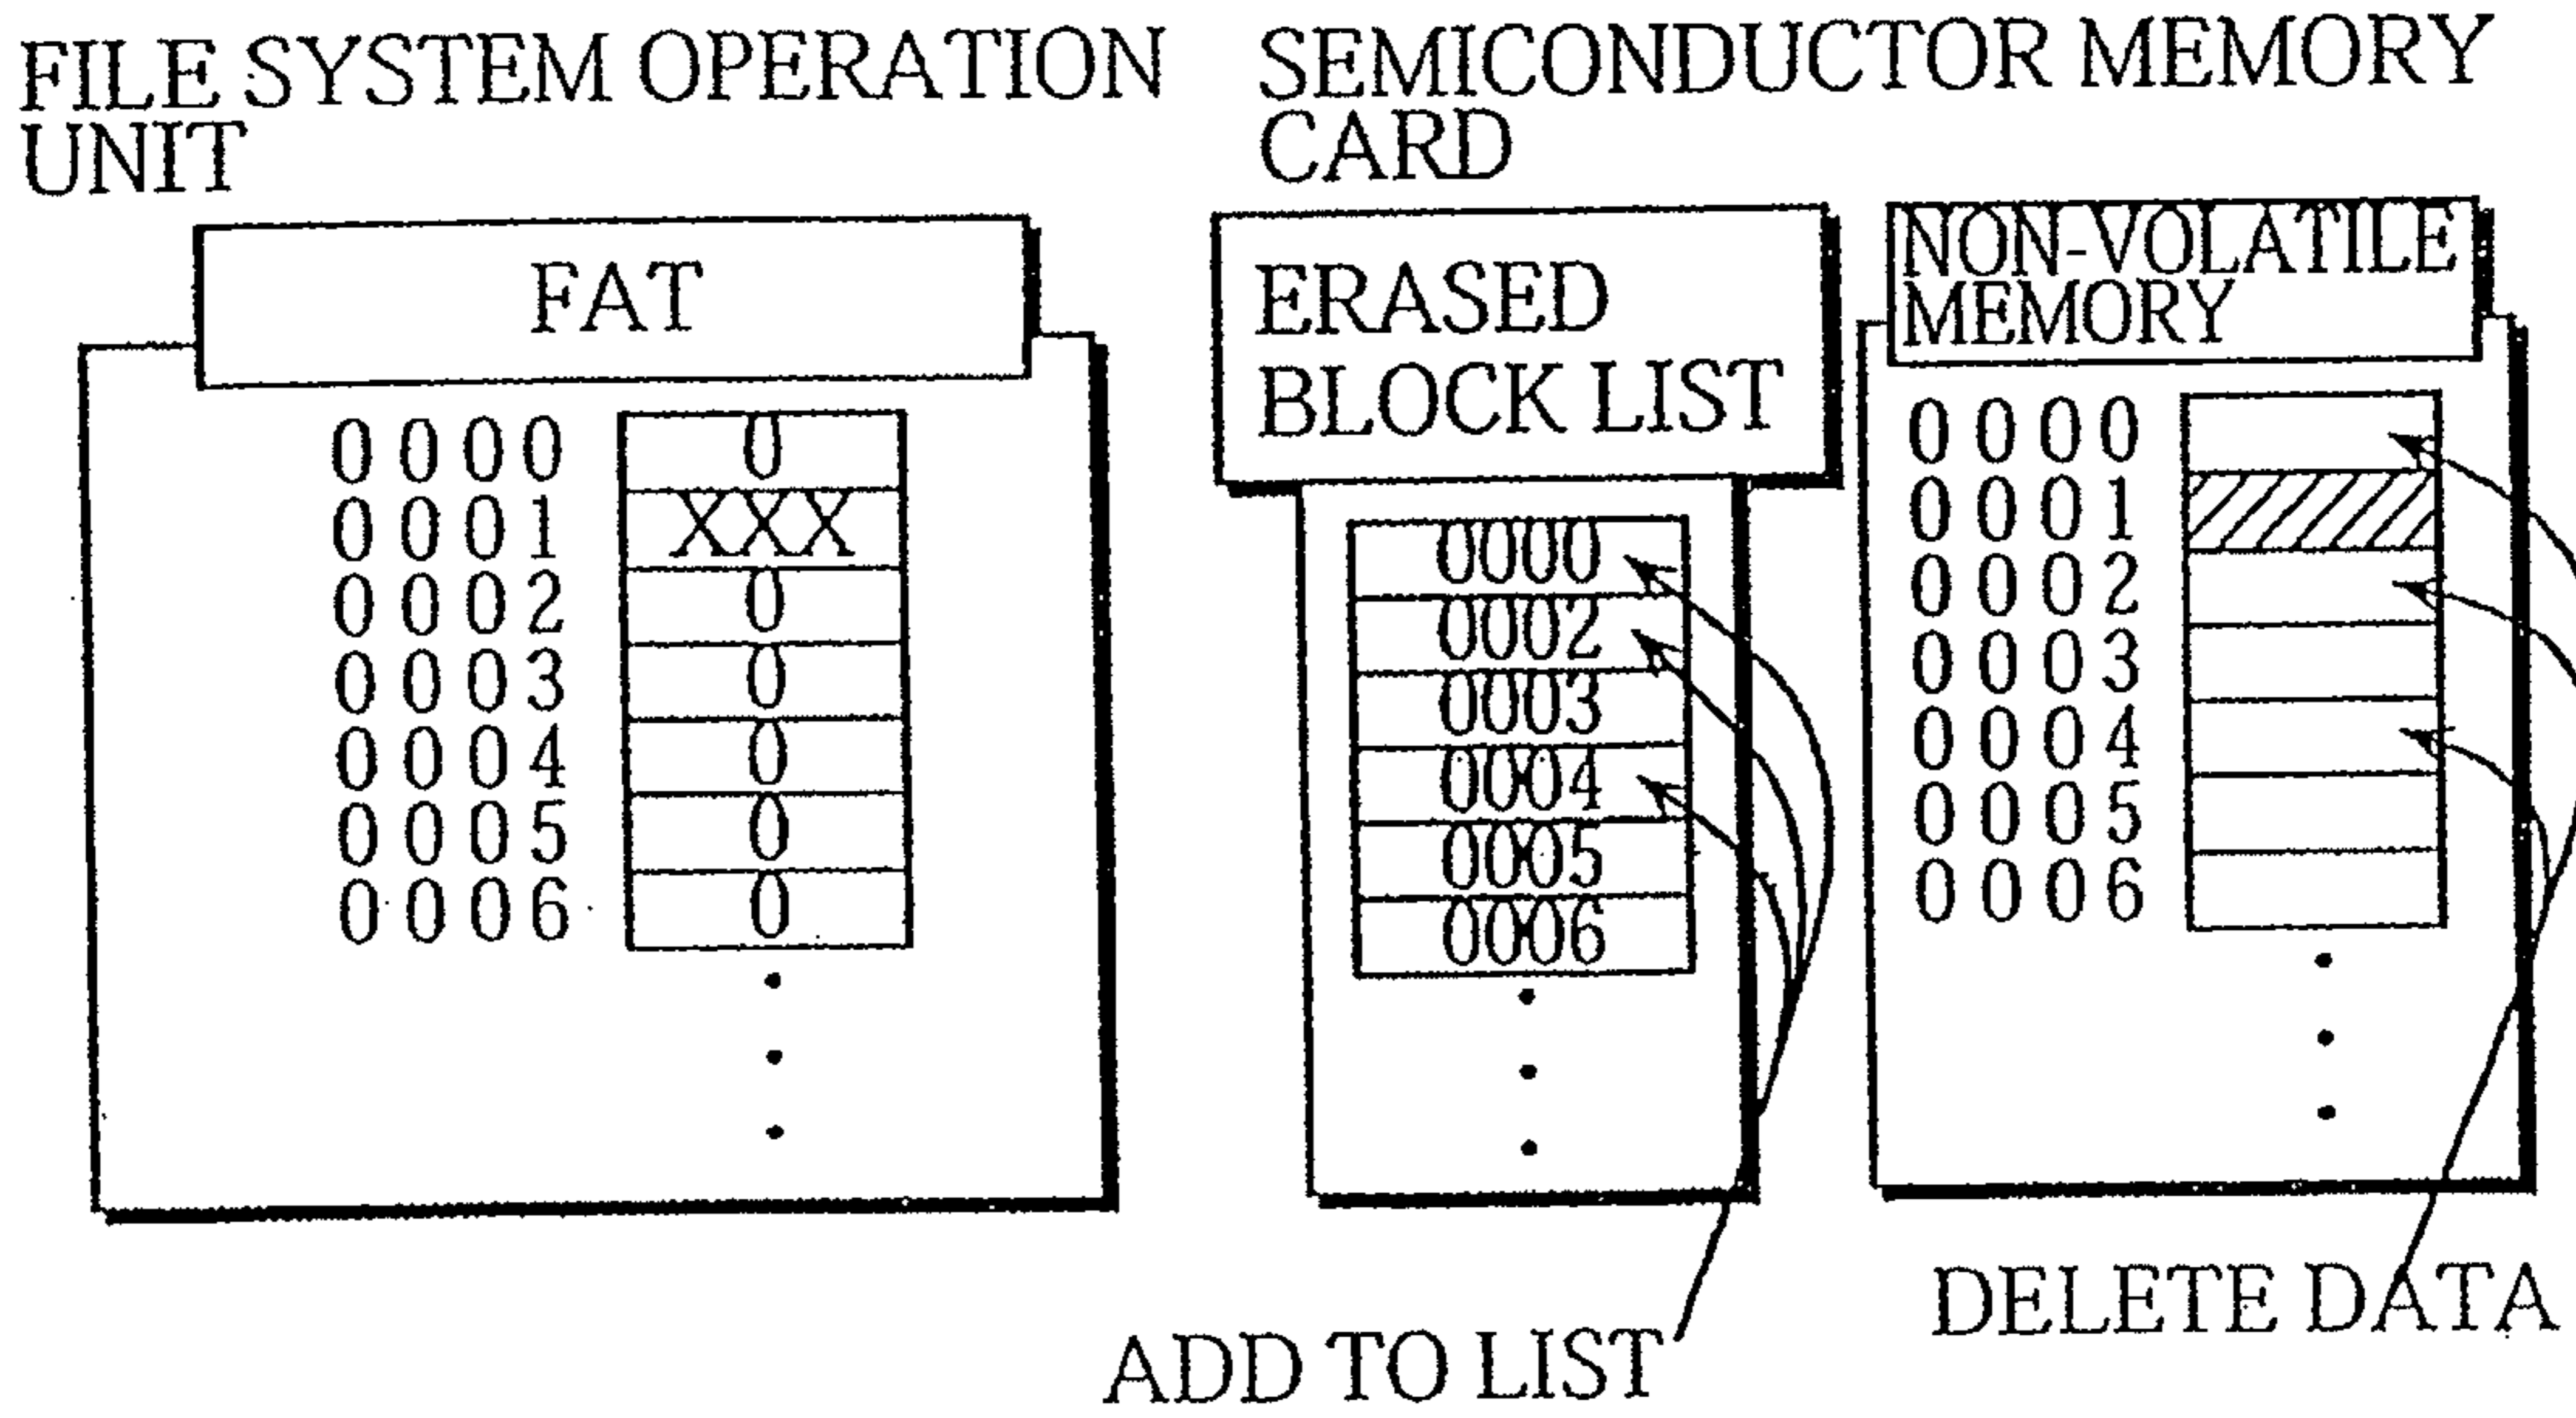 FILE SYSTEM OPERATION
UNIT
FAT
0000 0
0001 XXX
0002 0
0003 0
0004 0
0005 0
0006 0
SEMICONDUCTOR MEMORY
CARD
ERASED
BLOCK LIST
0000
0002
0003
0004
0005
0006
ADD TO LIST
NON-VOLATILE
MEMORY
0000
0001
0002
0003
0004
0005
0006
DELETE DATA